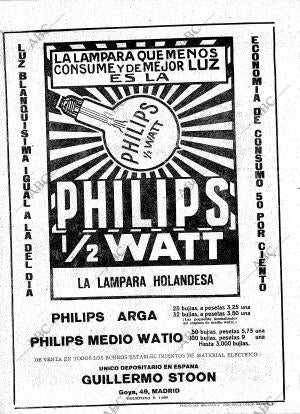 LA LAMPARA QUE MENOS
CONSUME Y DE MEJOR LUZ
ES LA
LUZ BLANQUISIMA IGUAL A LA DEL DIA
ECONOMIA DE CONSUMO 50 POR CIENTO
PHILIPS
1/2 WATT
PHILIPS
1/2 WATT
LA LAMPARA HOLANDESA
PHILIPS ARGA
25 bujías, a pesetas 3,25 una
32 bujías, a pesetas 3,50 una
PHILIPS MEDIO WATIO
50 bujías, pesetas 5,75 una
100 bujías, pesetas 9 una
Hasta 3.000 bujías.
DE VENTA EN TODOS LOS BUENOS ESTABLECIMIENTOS DE MATERIAL ELECTRICO
UNICO DEPOSITARIO EN ESPAÑA
GUILLERMO STOON
Goya, 49, MADRID